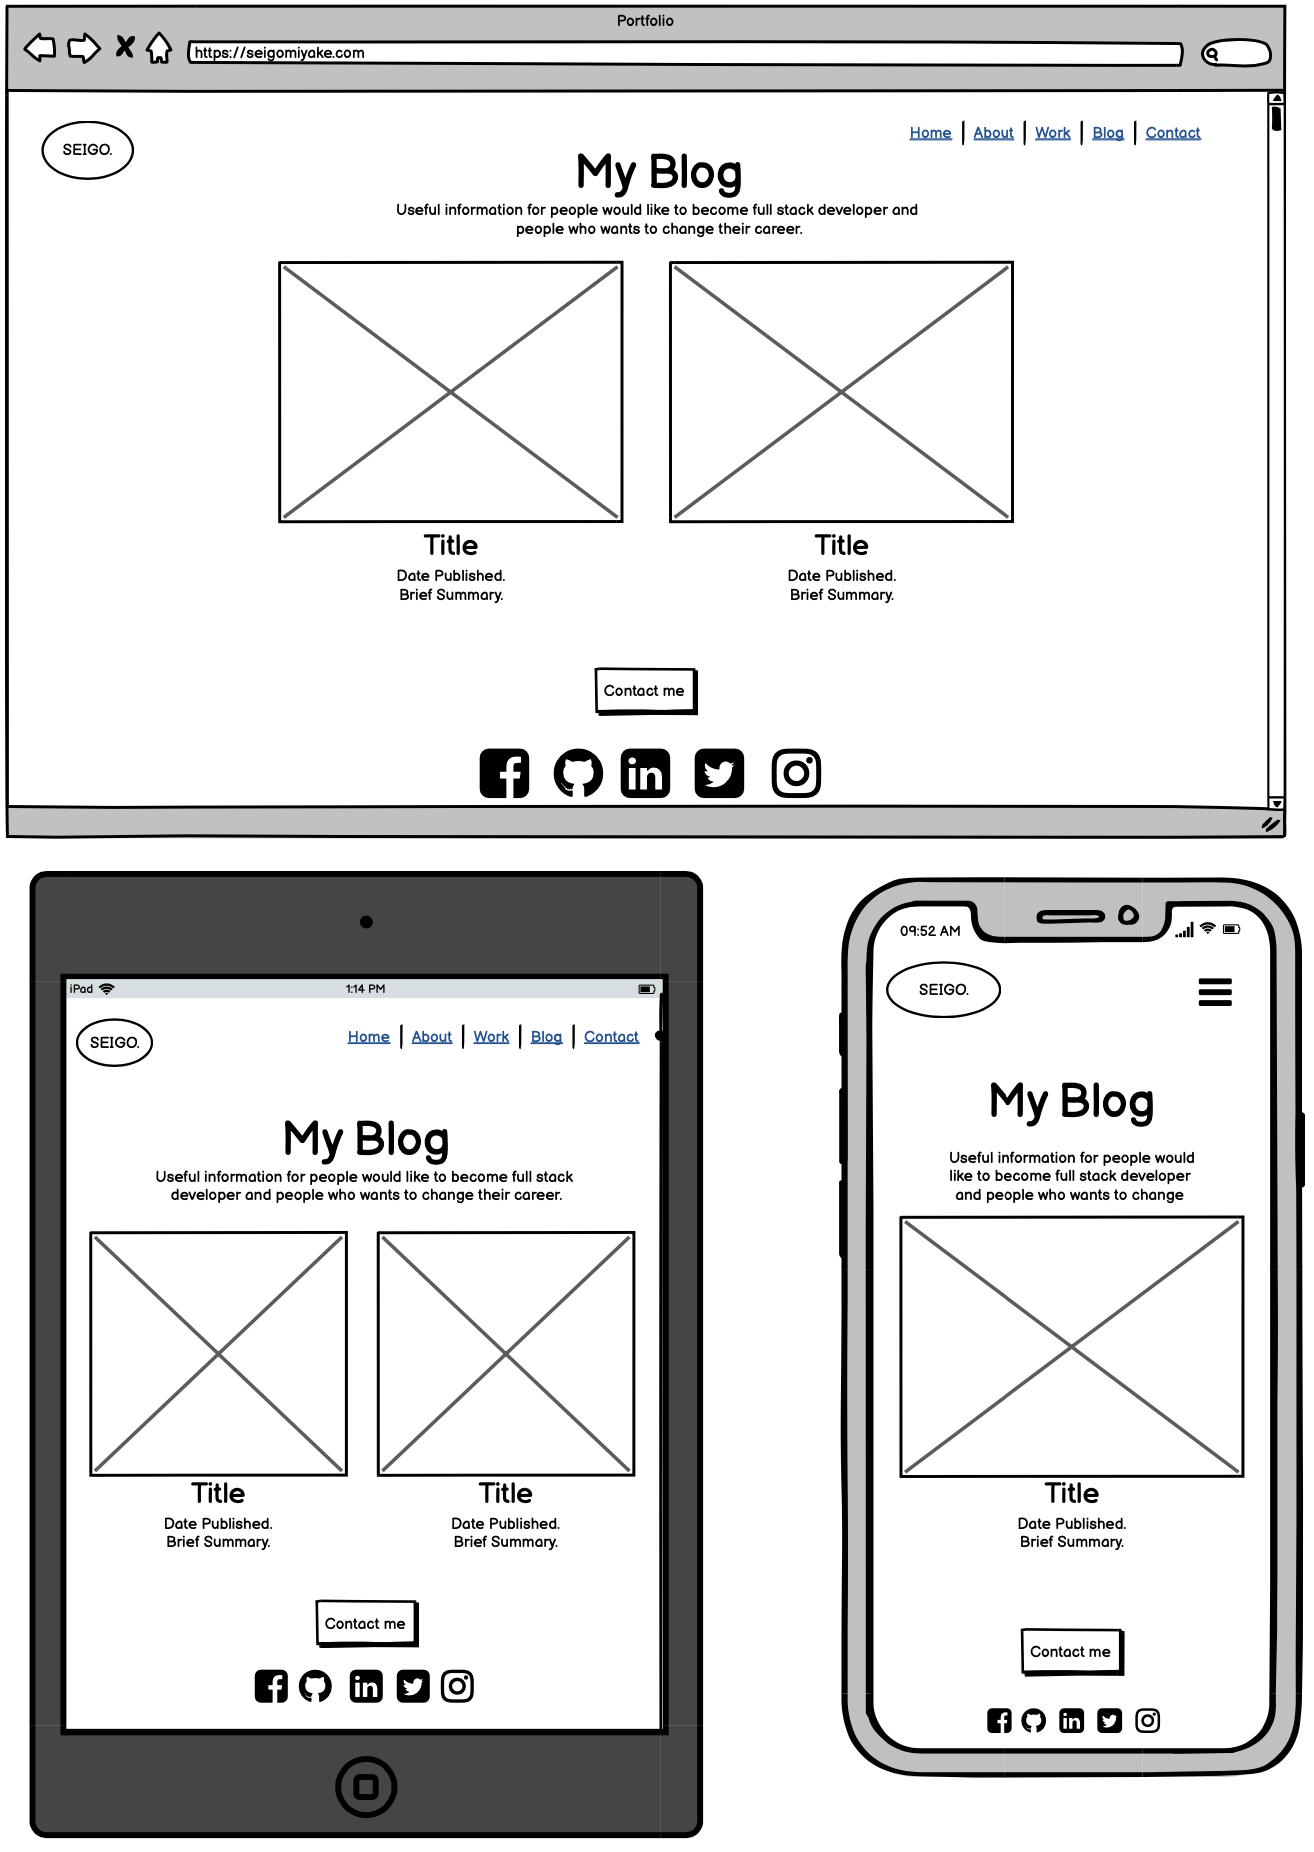 Portfolio
https://seigomiyake.com
SEIGO.
Home About Work Blog Contact
My Blog
Useful information for people would like to become full stack developer and
people who wants to change their career.
Title
Date Published.
Brief Summary.
Title
Date Published.
Brief Summary.
Contact me
iPad 1:14 PM
SEIGO.
Home About Work Blog Contact
My Blog
Useful information for people would like to become full stack
developer and people who wants to change their career.
Title
Date Published.
Brief Summary.
Title
Date Published.
Brief Summary.
Contact me
09:52 AM
SEIGO.
My Blog
Useful information for people would
like to become full stack developer
and people who wants to change
Title
Date Published.
Brief Summary.
Contact me